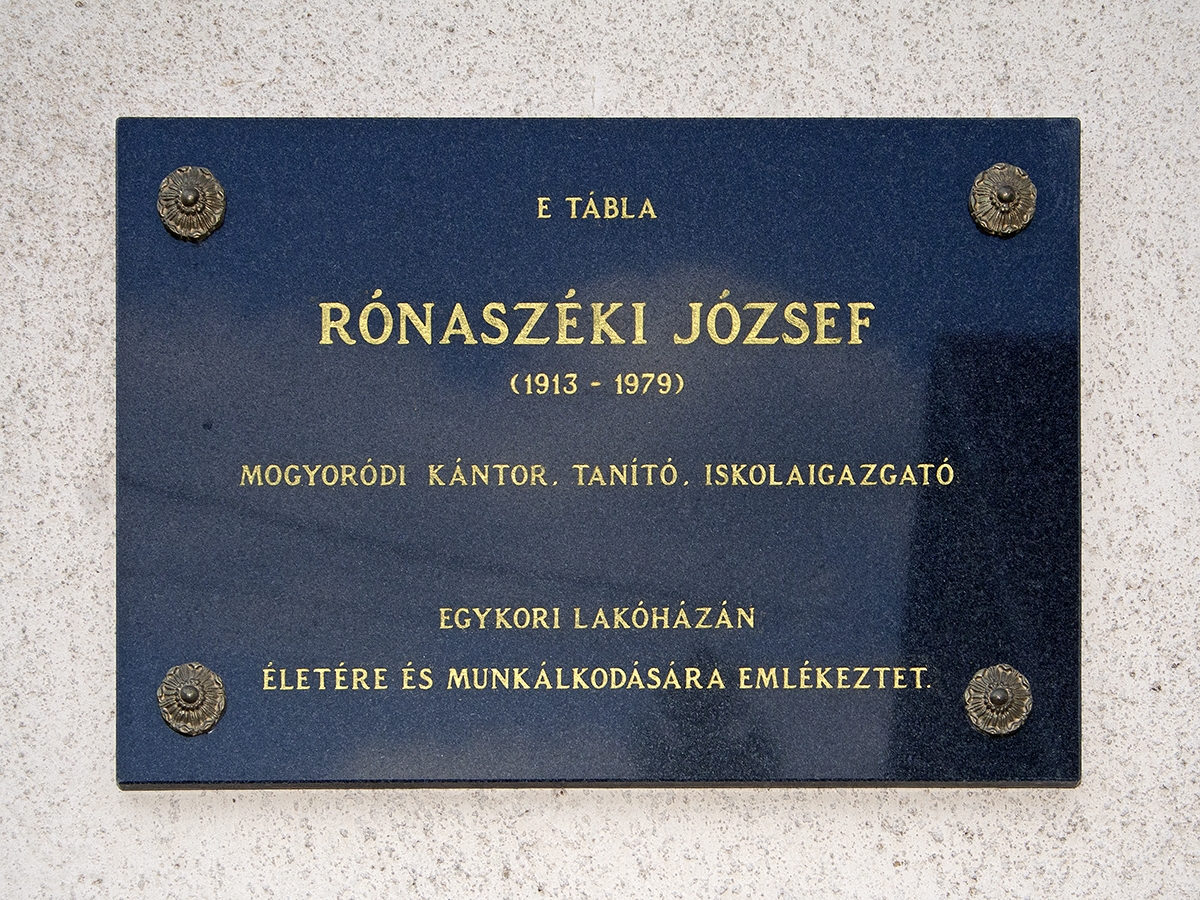 E TÁBLA
RÓNASZÉKI JÓZSEF
(1913 - 1979)
MOGYORÓDI KÁNTOR, TANÍTÓ, ISKOLAIGAZGATÓ
EGYKORI LAKÓHÁZÁN
ÉLETÉRE ÉS MUNKÁLKODÁSÁRA EMLÉKEZTET.